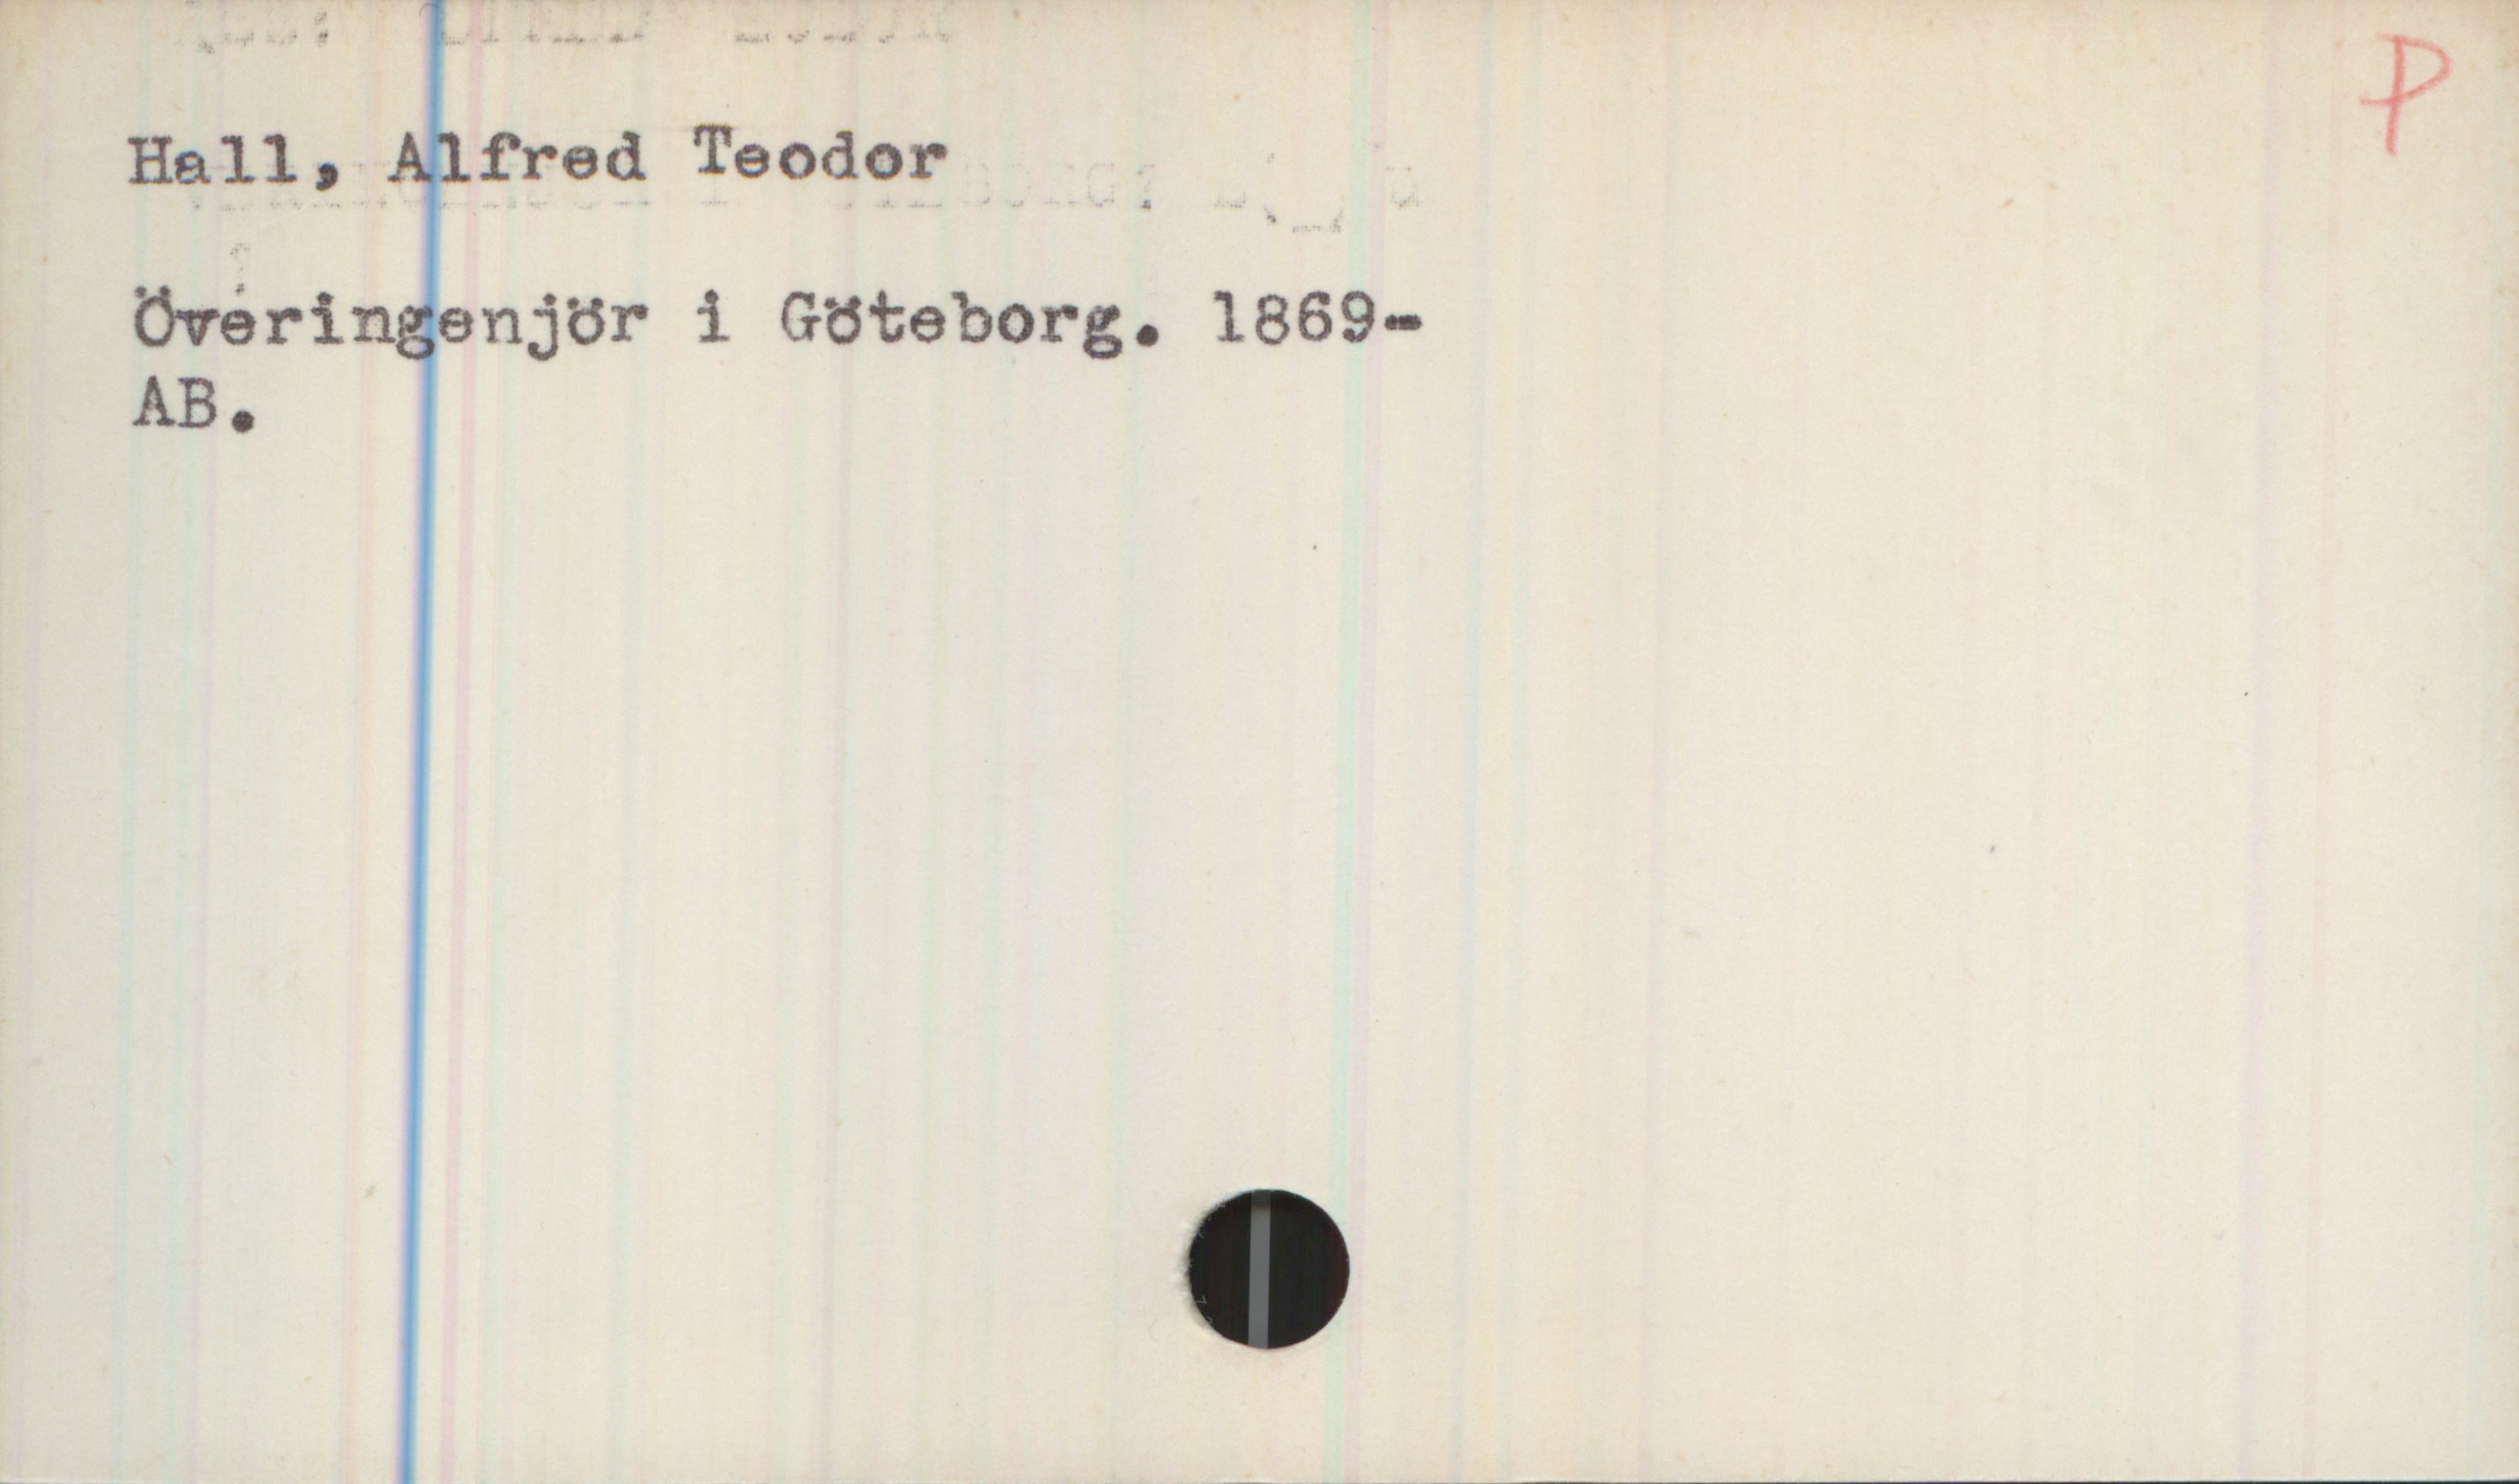 P
Hall, Alfred Teodor
Överingenjör i Göteborg. 1869-
AB.